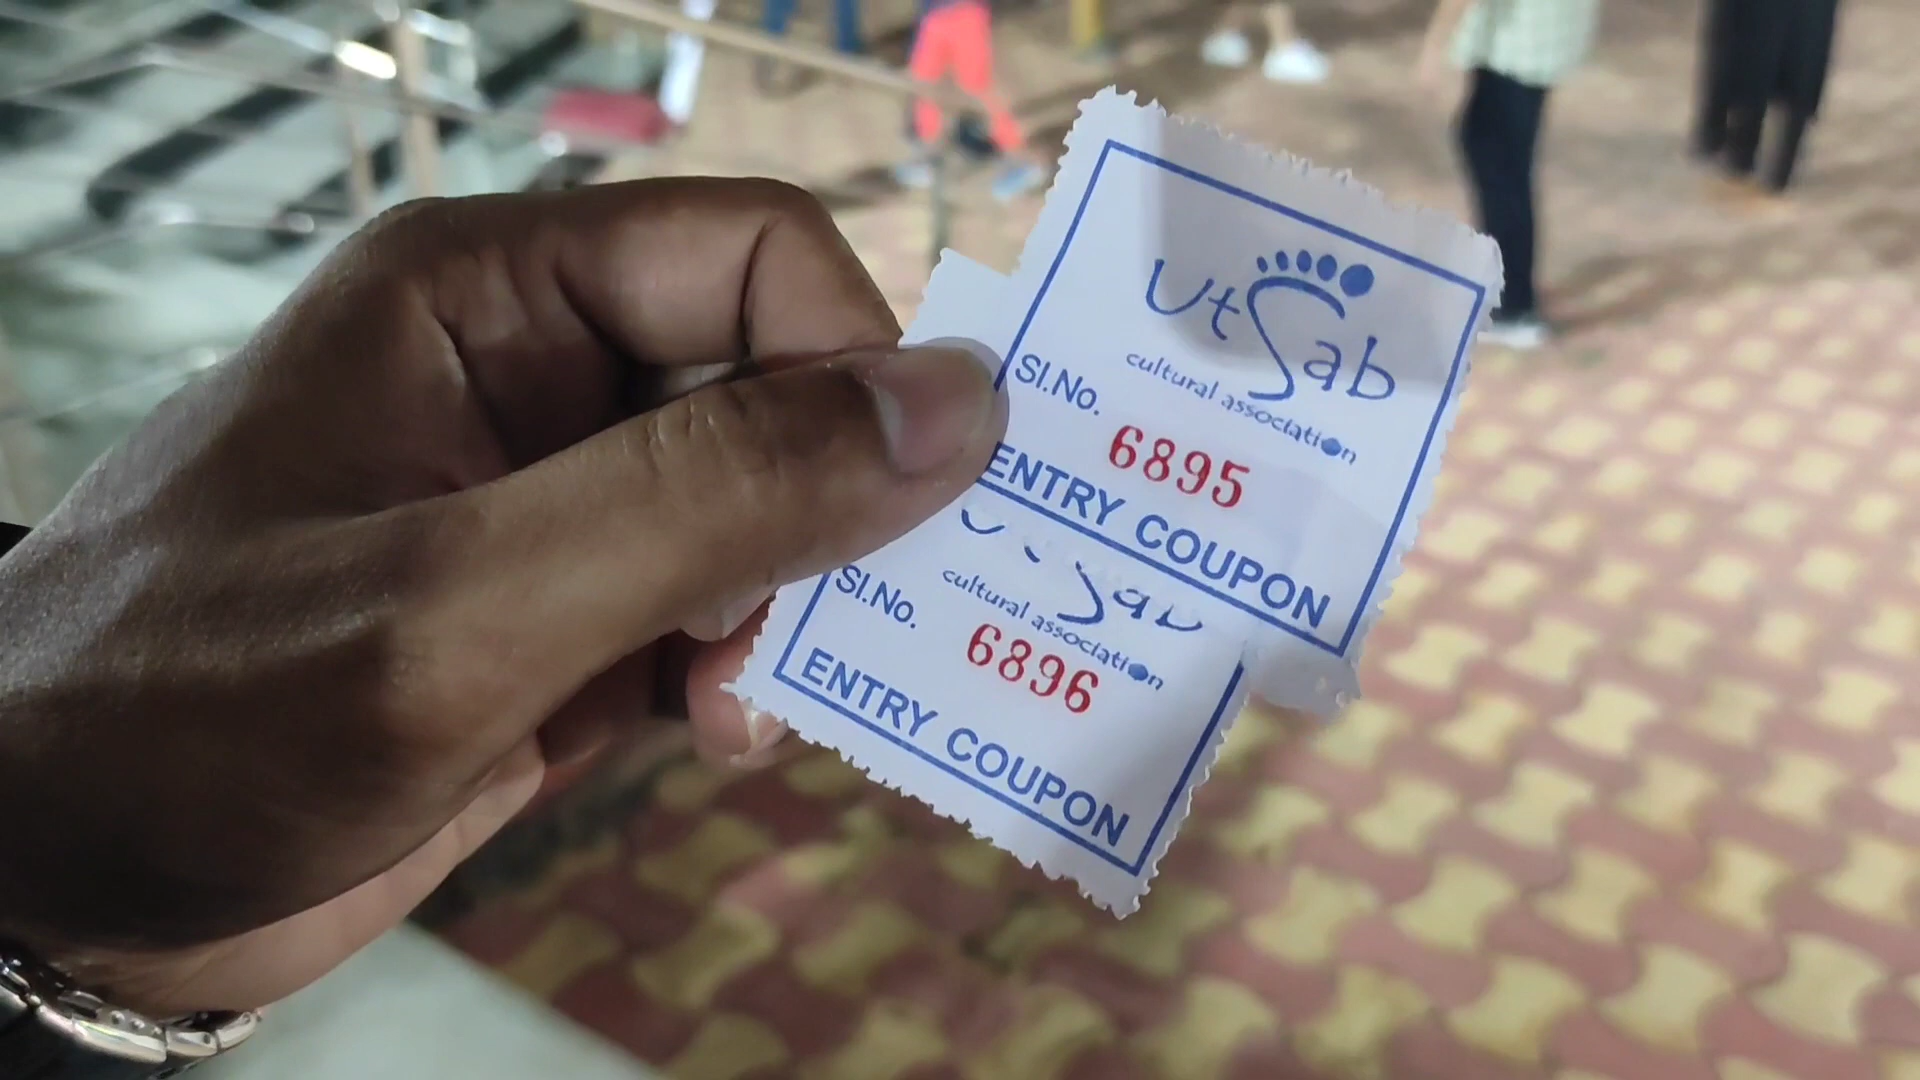 UtSab
cultural association
Sl.No.
6895
ENTRY COUPON
cultural association
Sl.No.
6896
ENTRY COUPON